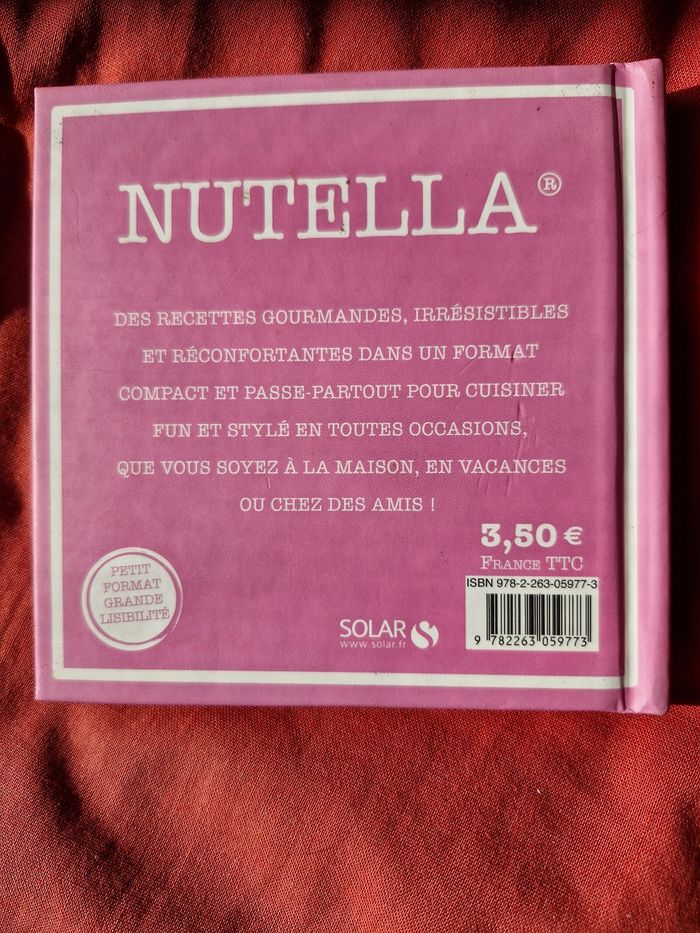 NUTELLA®
DES RECETTES GOURMANDES, IRRÉSISTIBLES
ET RÉCONFORTANTES DANS UN FORMAT
COMPACT ET PASSE-PARTOUT POUR CUISINER
FUN ET STYLÉ EN TOUTES OCCASIONS,
QUE VOUS SOYEZ À LA MAISON, EN VACANCES
OU CHEZ DES AMIS !
3,50 €
FRANCE TTC
ISBN 978-2-263-05977-3
9 782263 059773
PETIT
FORMAT
GRANDE
LISIBILITÉ
SOLAR
www.solar.fr